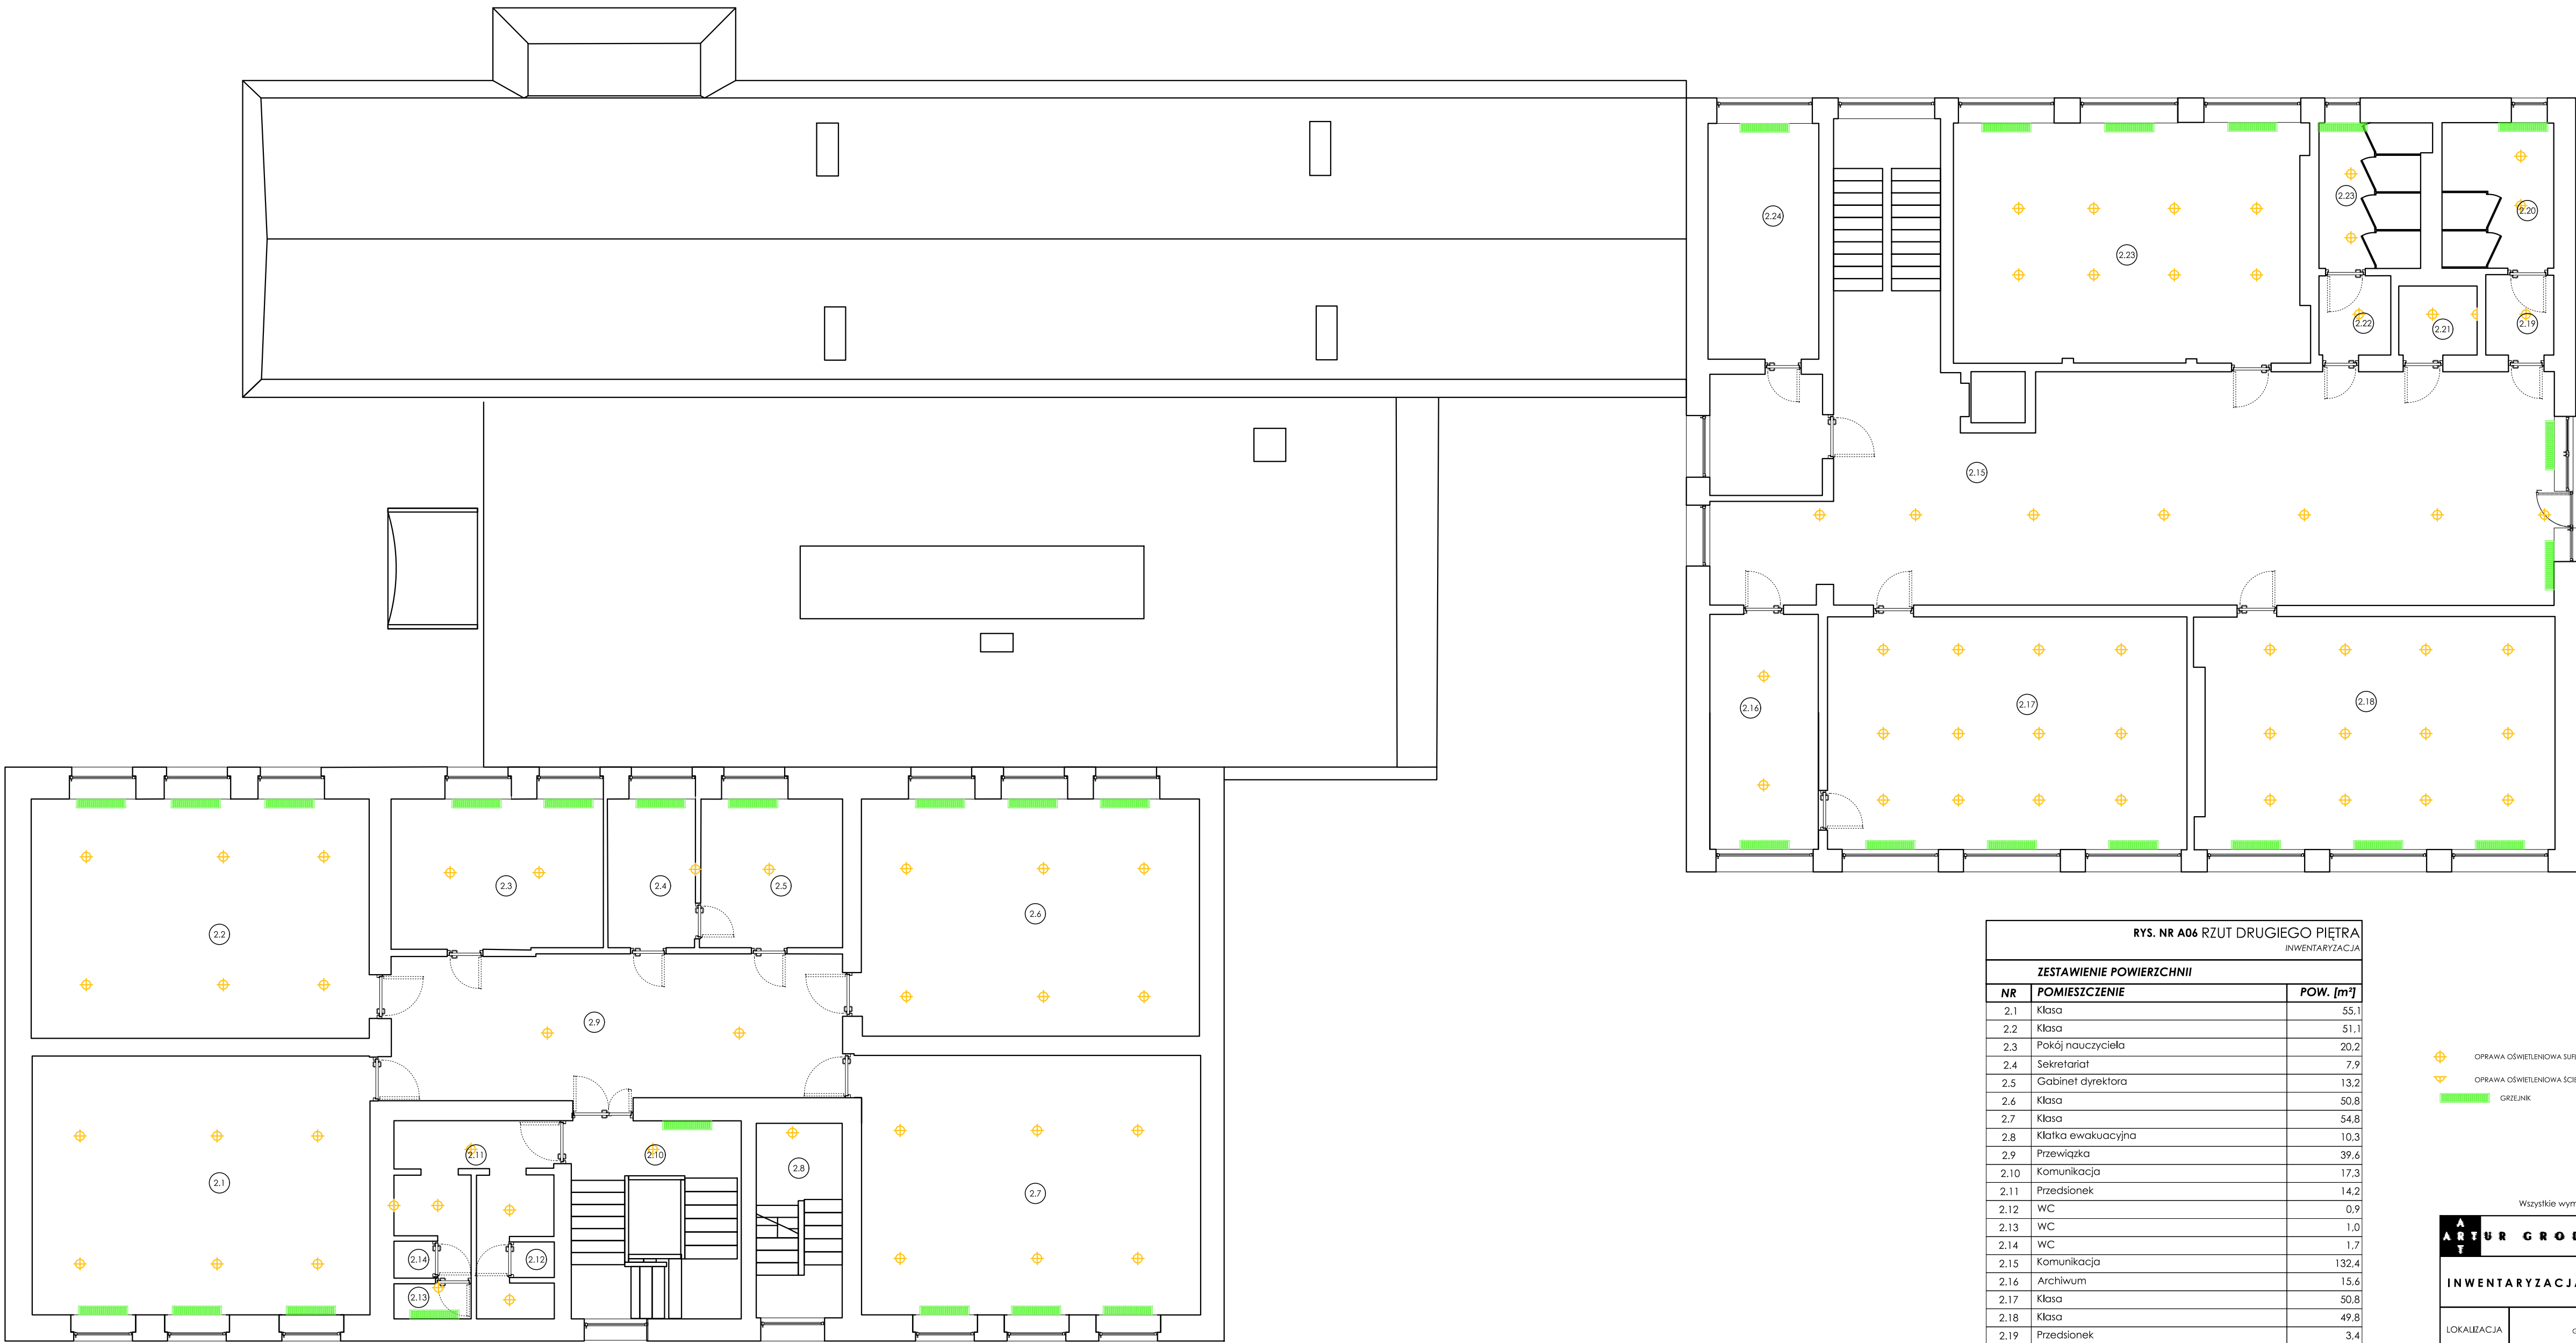 2.24
2.23
2.23
2.20
2.22
2.21
2.19
2.15
2.16
2.17
2.18
2.3
2.4
2.5
2.6
2.2
2.9
2.11
2.10
2.8
2.1
2.7
2.14
2.12
2.13
RYS. NR A06 RZUT DRUGIEGO PIĘTRA
INWENTARYZACJA
ZESTAWIENIE POWIERZCHNII
NR POMIESZCZENIE POW. [m²]
2.1 Klasa 55,1
2.2 Klasa 51,1
2.3 Pokój nauczyciela 20,2
2.4 Sekretariat 7,9
2.5 Gabinet dyrektora 13,2
2.6 Klasa 50,8
2.7 Klasa 54,8
2.8 Klatka ewakuacyjna 10,3
2.9 Przewiązka 39,6
2.10 Komunikacja 17,3
2.11 Przedsionek 14,2
2.12 WC 0,9
2.13 WC 1,0
2.14 WC 1,7
2.15 Komunikacja 132,4
2.16 Archiwum 15,6
2.17 Klasa 50,8
2.18 Klasa 49,8
2.19 Przedsionek 3,4
OPRAWA OŚWIETLENIOWA
OPRAWA OŚWIETLENIOWA
GRZEJNIK
Wszystkie
ART
ARTUR
INWENTARYZACJA
LOKALIZACJA